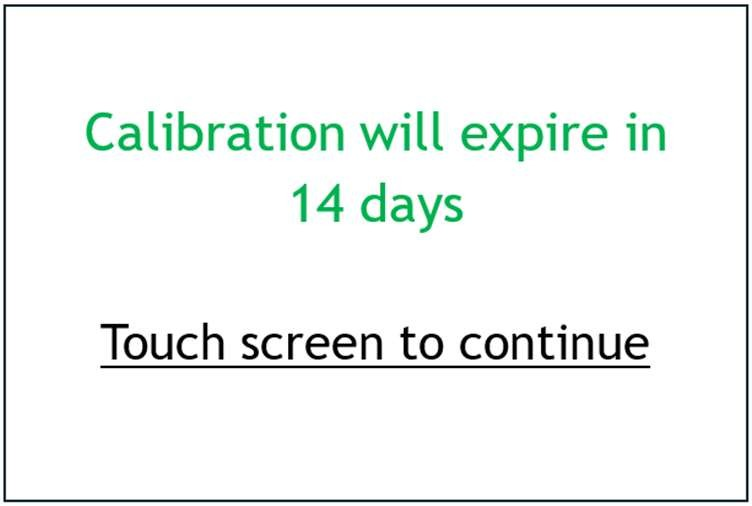 Calibration will expire in
14 days
Touch screen to continue